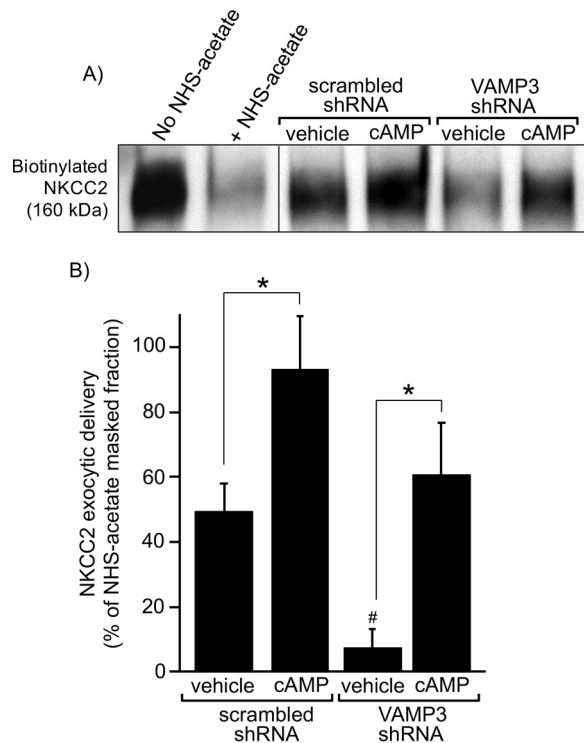 A)
No NHS-acetate
+ NHS-acetate
scrambled
shRNA
VAMP3
shRNA
vehicle cAMP vehicle cAMP
Biotinylated
NKCC2
(160 kDa)
B)
NKCC2 exocytic delivery
(% of NHS-acetate masked fraction)
100
80
60
40
20
0
*
*
#
vehicle cAMP vehicle cAMP
scrambled
shRNA
VAMP3
shRNA